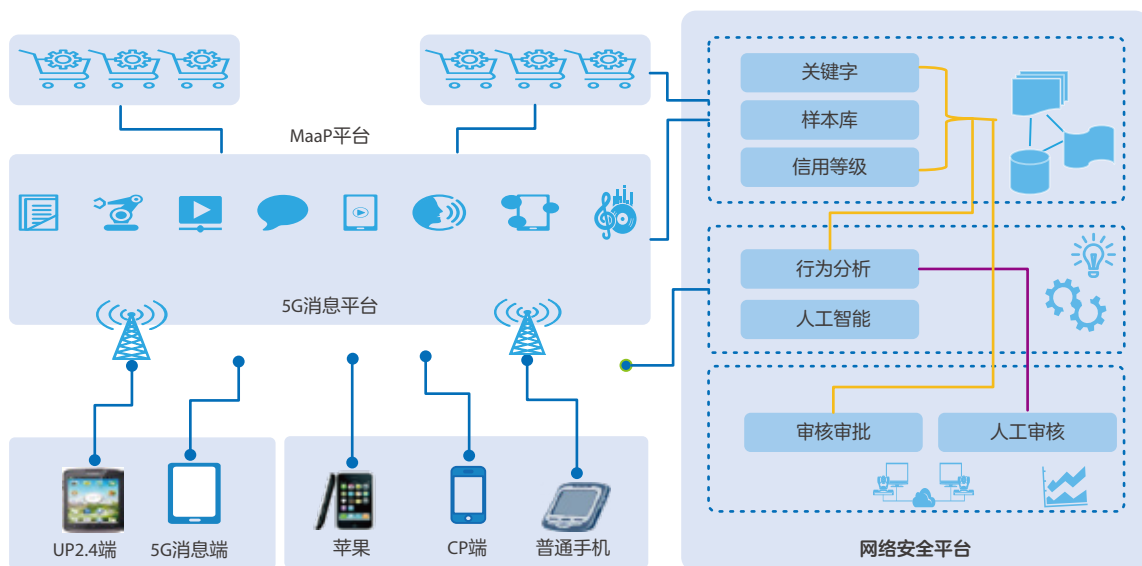 MaaP平台
5G消息平台
UP2.4端
5G消息端
苹果
CP端
普通手机
关键字
样本库
信用等级
行为分析
人工智能
审核审批
人工审核
网络安全平台